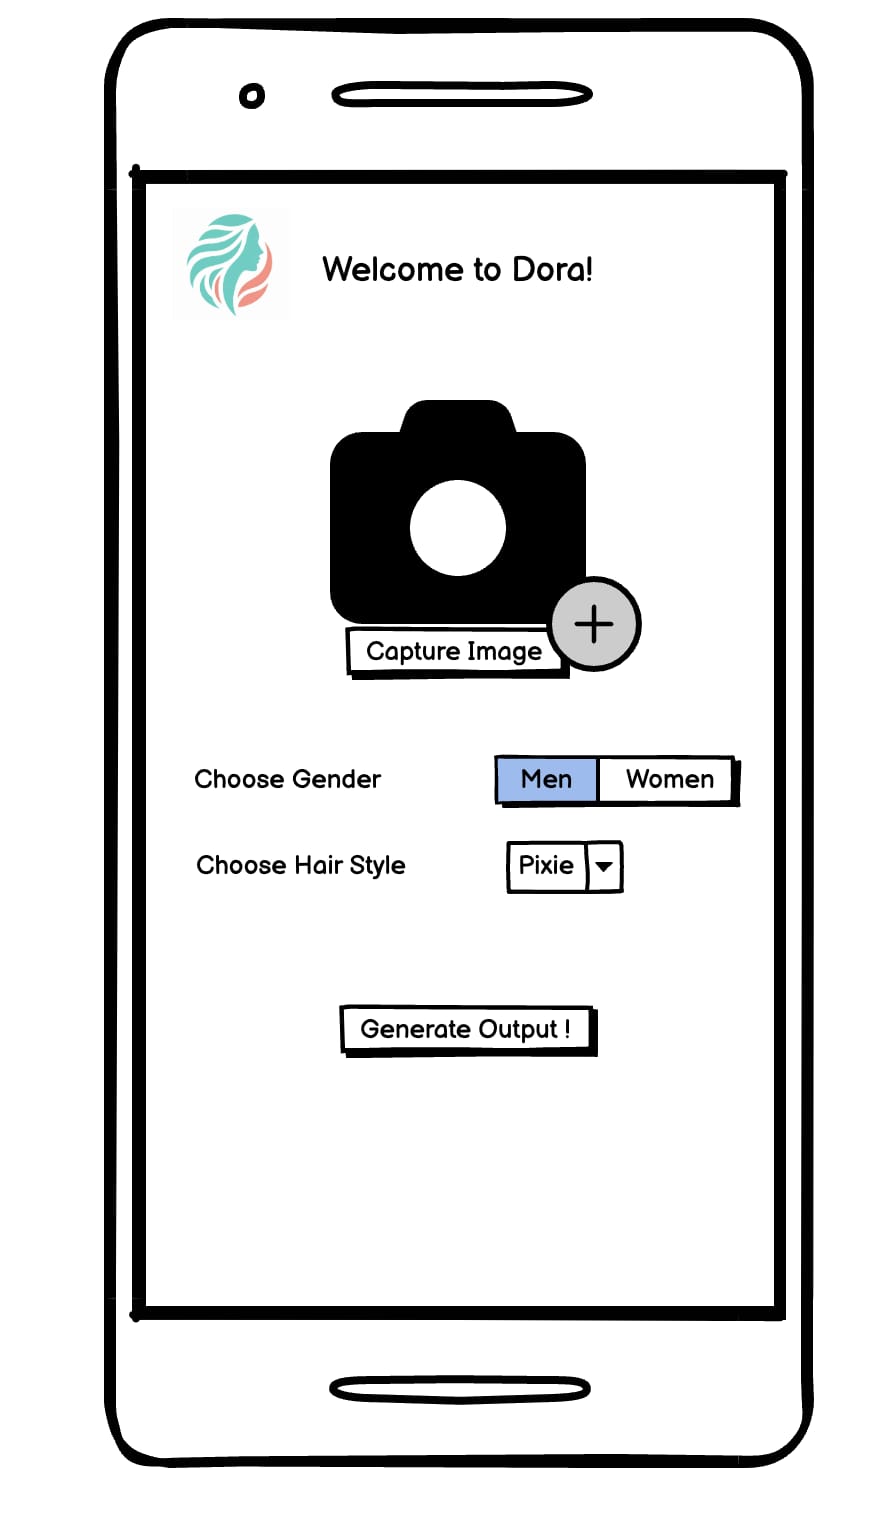 Welcome to Dora!
Capture Image
Choose Gender
Men
Women
Choose Hair Style
Pixie
Generate Output !